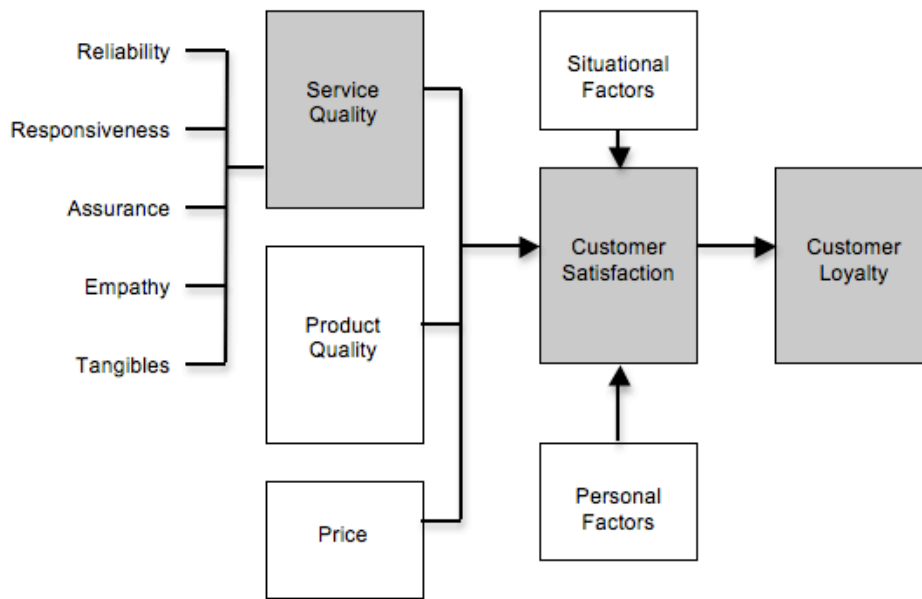 Reliability
Responsiveness
Assurance
Empathy
Tangibles
Service
Quality
Product
Quality
Price
Situational
Factors
Customer
Satisfaction
Personal
Factors
Customer
Loyalty